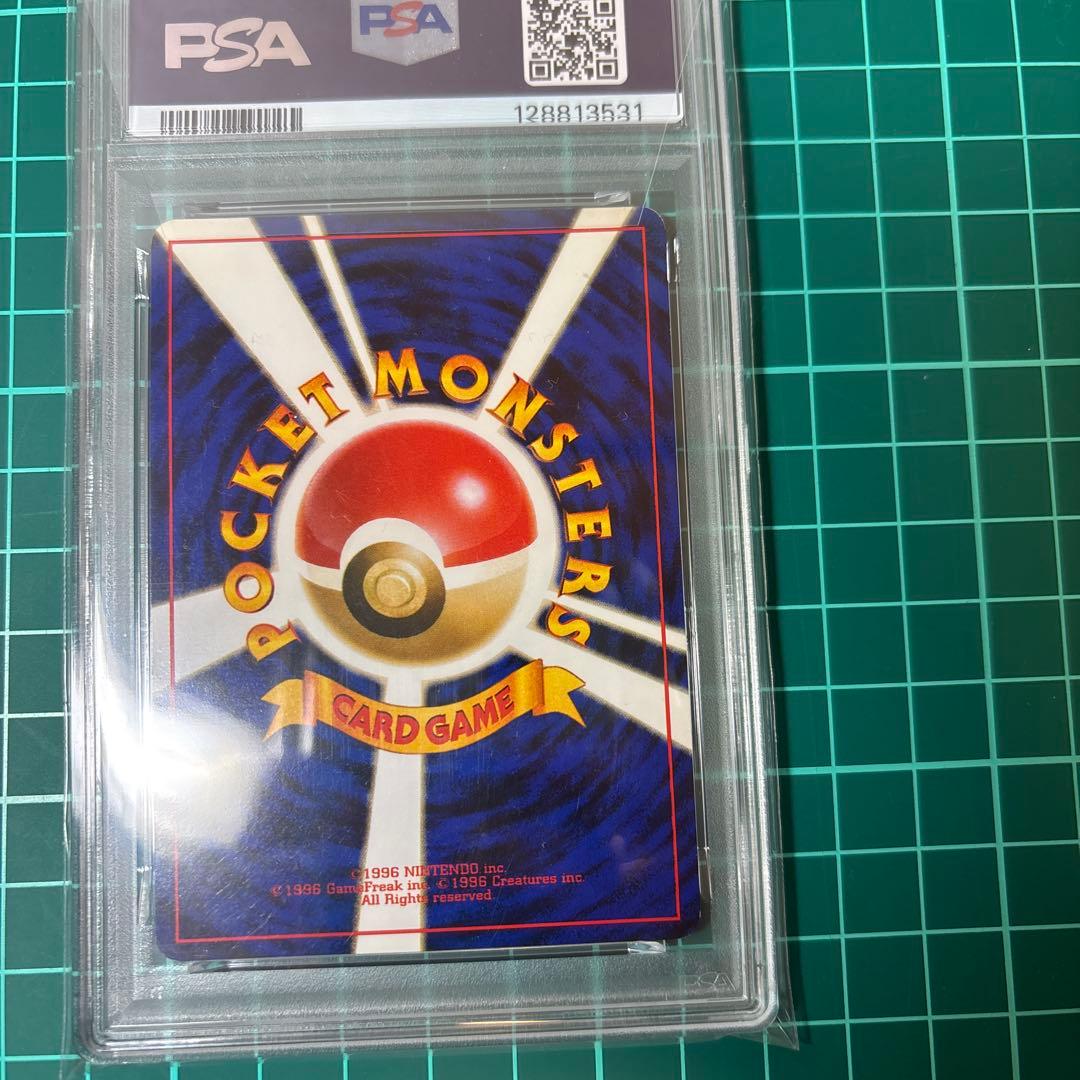 PSA
PSA
128813531
POCKET MONSTERS
CARD GAME
©1996 NINTENDO inc.
©1996 GameFreak inc. ©1996 Creatures inc.
All Rights reserved.
PSA